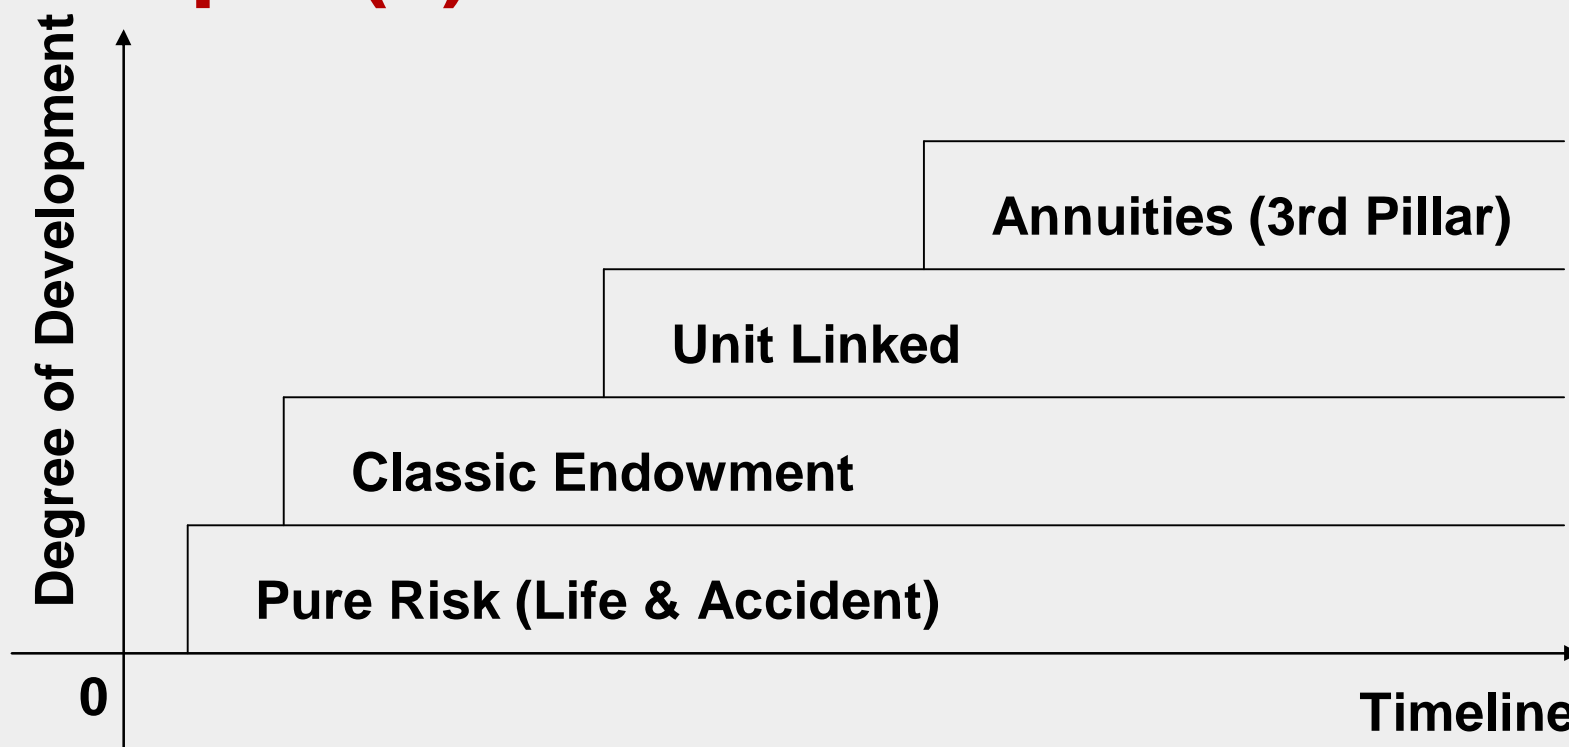 Degree of Development
Annuities (3rd Pillar)
Unit Linked
Classic Endowment
Pure Risk (Life & Accident)
0
Timeline